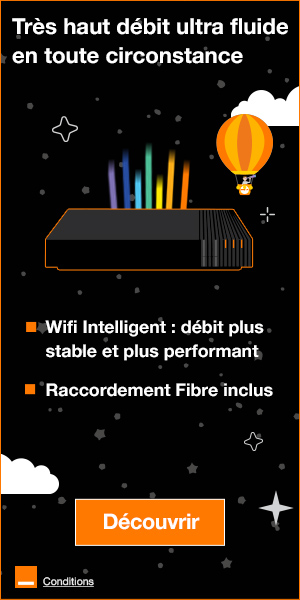 Très haut débit ultra fluide
en toute circonstance
Wifi Intelligent : débit plus
stable et plus performant
Raccordement Fibre inclus
Découvrir
Conditions